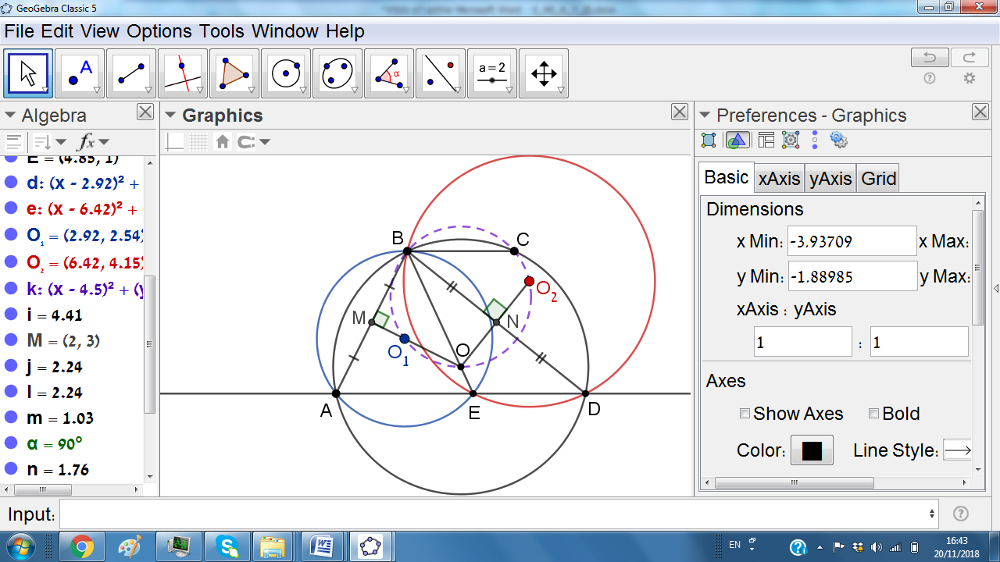 GeoGebra Classic 5
File Edit View Options Tools Window Help
A
α
a = 2
Algebra
Graphics
Preferences - Graphics
fx
E = (4.85, 1)
d: (x - 2.92)² +
e: (x - 6.42)² +
O₁ = (2.92, 2.54)
O₂ = (6.42, 4.15)
k: (x - 4.5)² + (y
i = 4.41
M = (2, 3)
j = 2.24
l = 2.24
m = 1.03
α = 90°
n = 1.76
B
C
O₂
M
N
O
O₁
A
E
D
Basic xAxis yAxis Grid
Dimensions
x Min: -3.93709 x Max:
y Min: -1.88985 y Max:
xAxis : yAxis
1 : 1
Axes
Show Axes Bold
Color: Line Style:
Input:
EN
16:43
20/11/2018